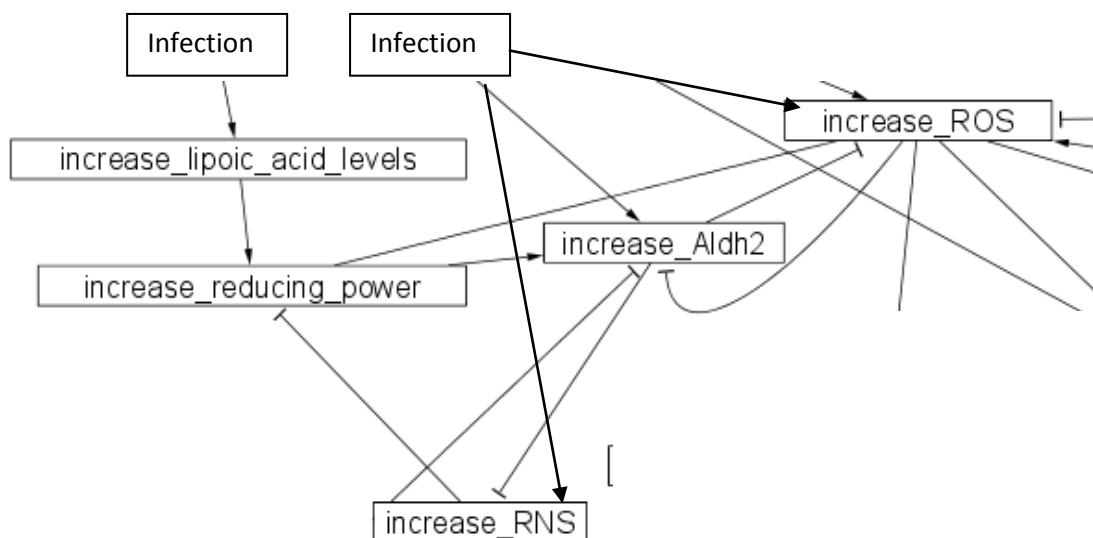 Infection
Infection
increase_ROS
increase_lipoic_acid_levels
increase_Aldh2
increase_reducing_power
[
increase_RNS